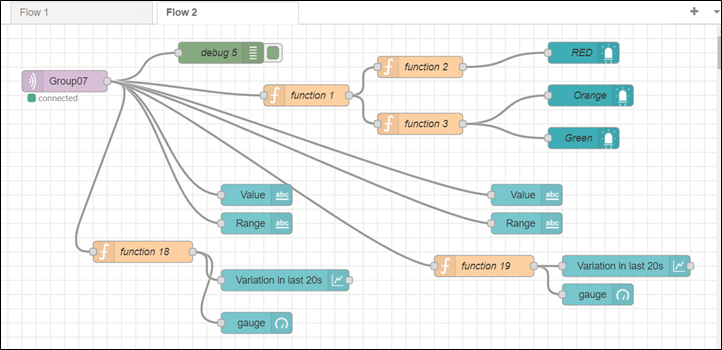 Flow 1
Flow 2
debug 5
Group07
connected
function 1
function 2
function 3
RED
Orange
Green
Value
abc
Range
abc
Value
abc
Range
abc
function 18
Variation in last 20s
gauge
function 19
Variation in last 20s
gauge